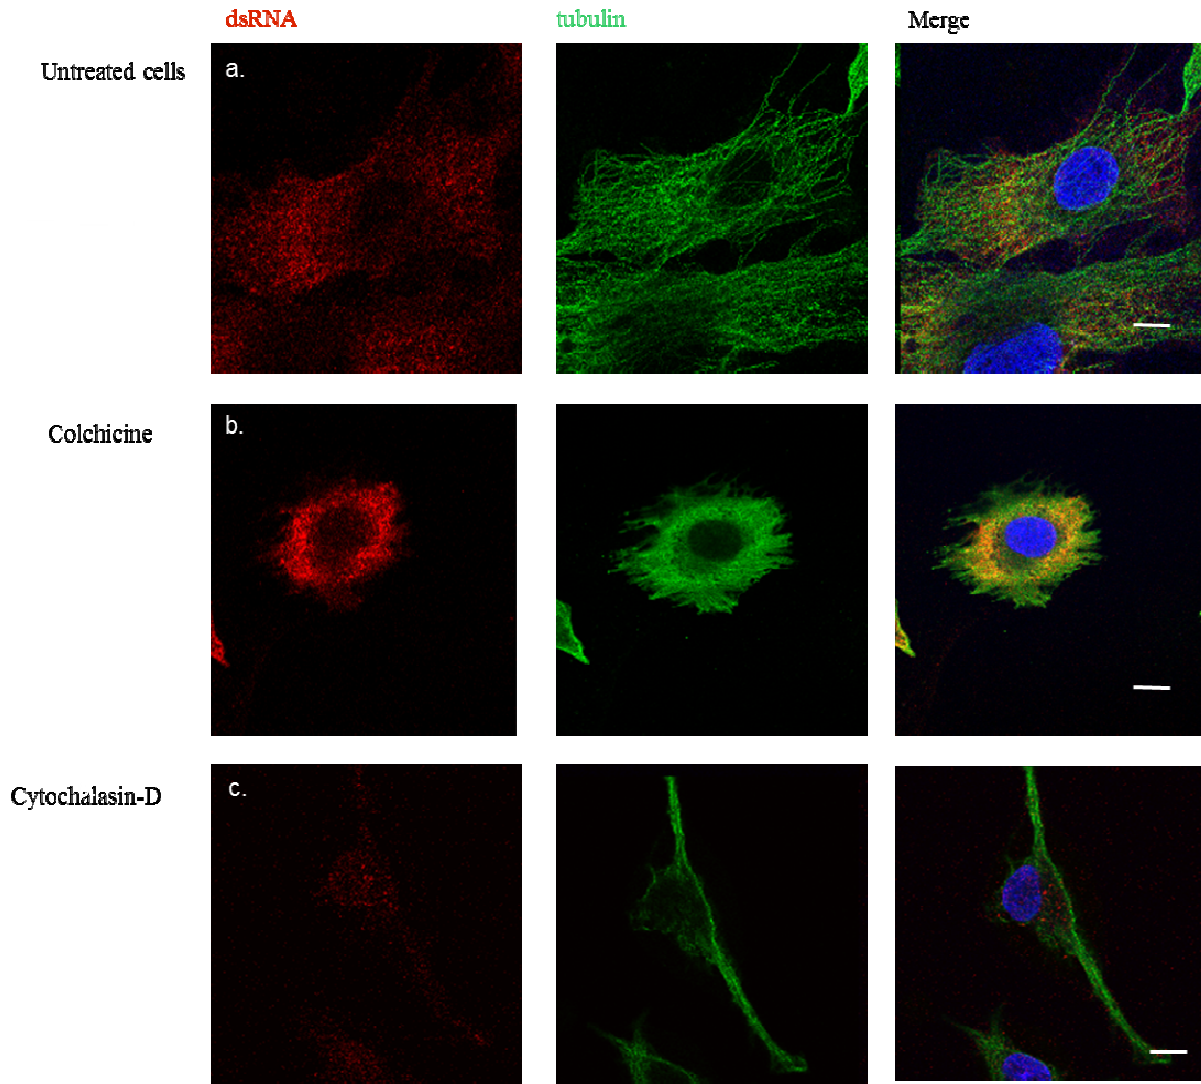 dsRNA tubulin Merge
Untreated cells a.
Colchicine b.
Cytochalasin-D c.